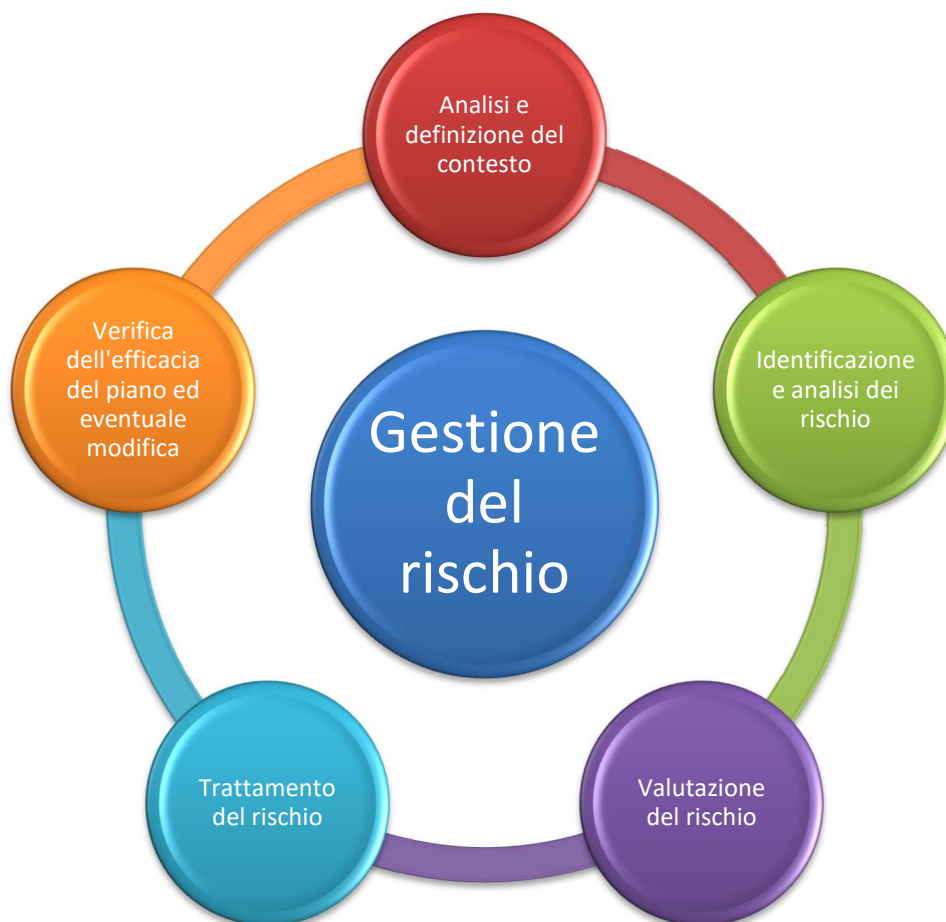 Analisi e
definizione del
contesto
Identificazione
e analisi dei
rischio
Valutazione
del rischio
Trattamento
del rischio
Verifica
dell'efficacia
del piano ed
eventuale
modifica
Gestione
del
rischio